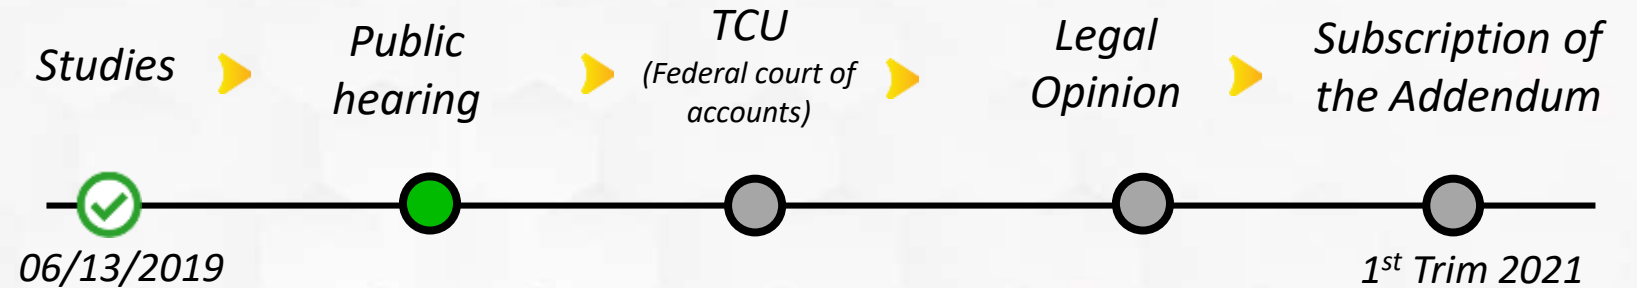 Studies
Public
hearing
TCU
(Federal court of
accounts)
Legal
Opinion
Subscription of
the Addendum
06/13/2019
1st Trim 2021